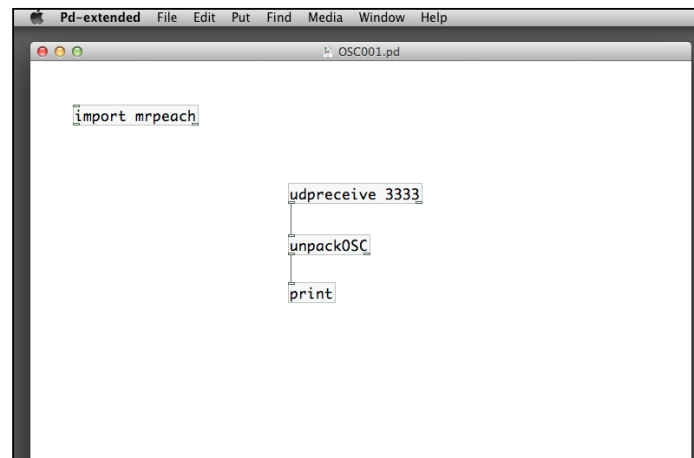 Pd-extended File Edit Put Find Media Window Help
OSC001.pd
import mrpeach
udpreceive 3333
unpackOSC
print